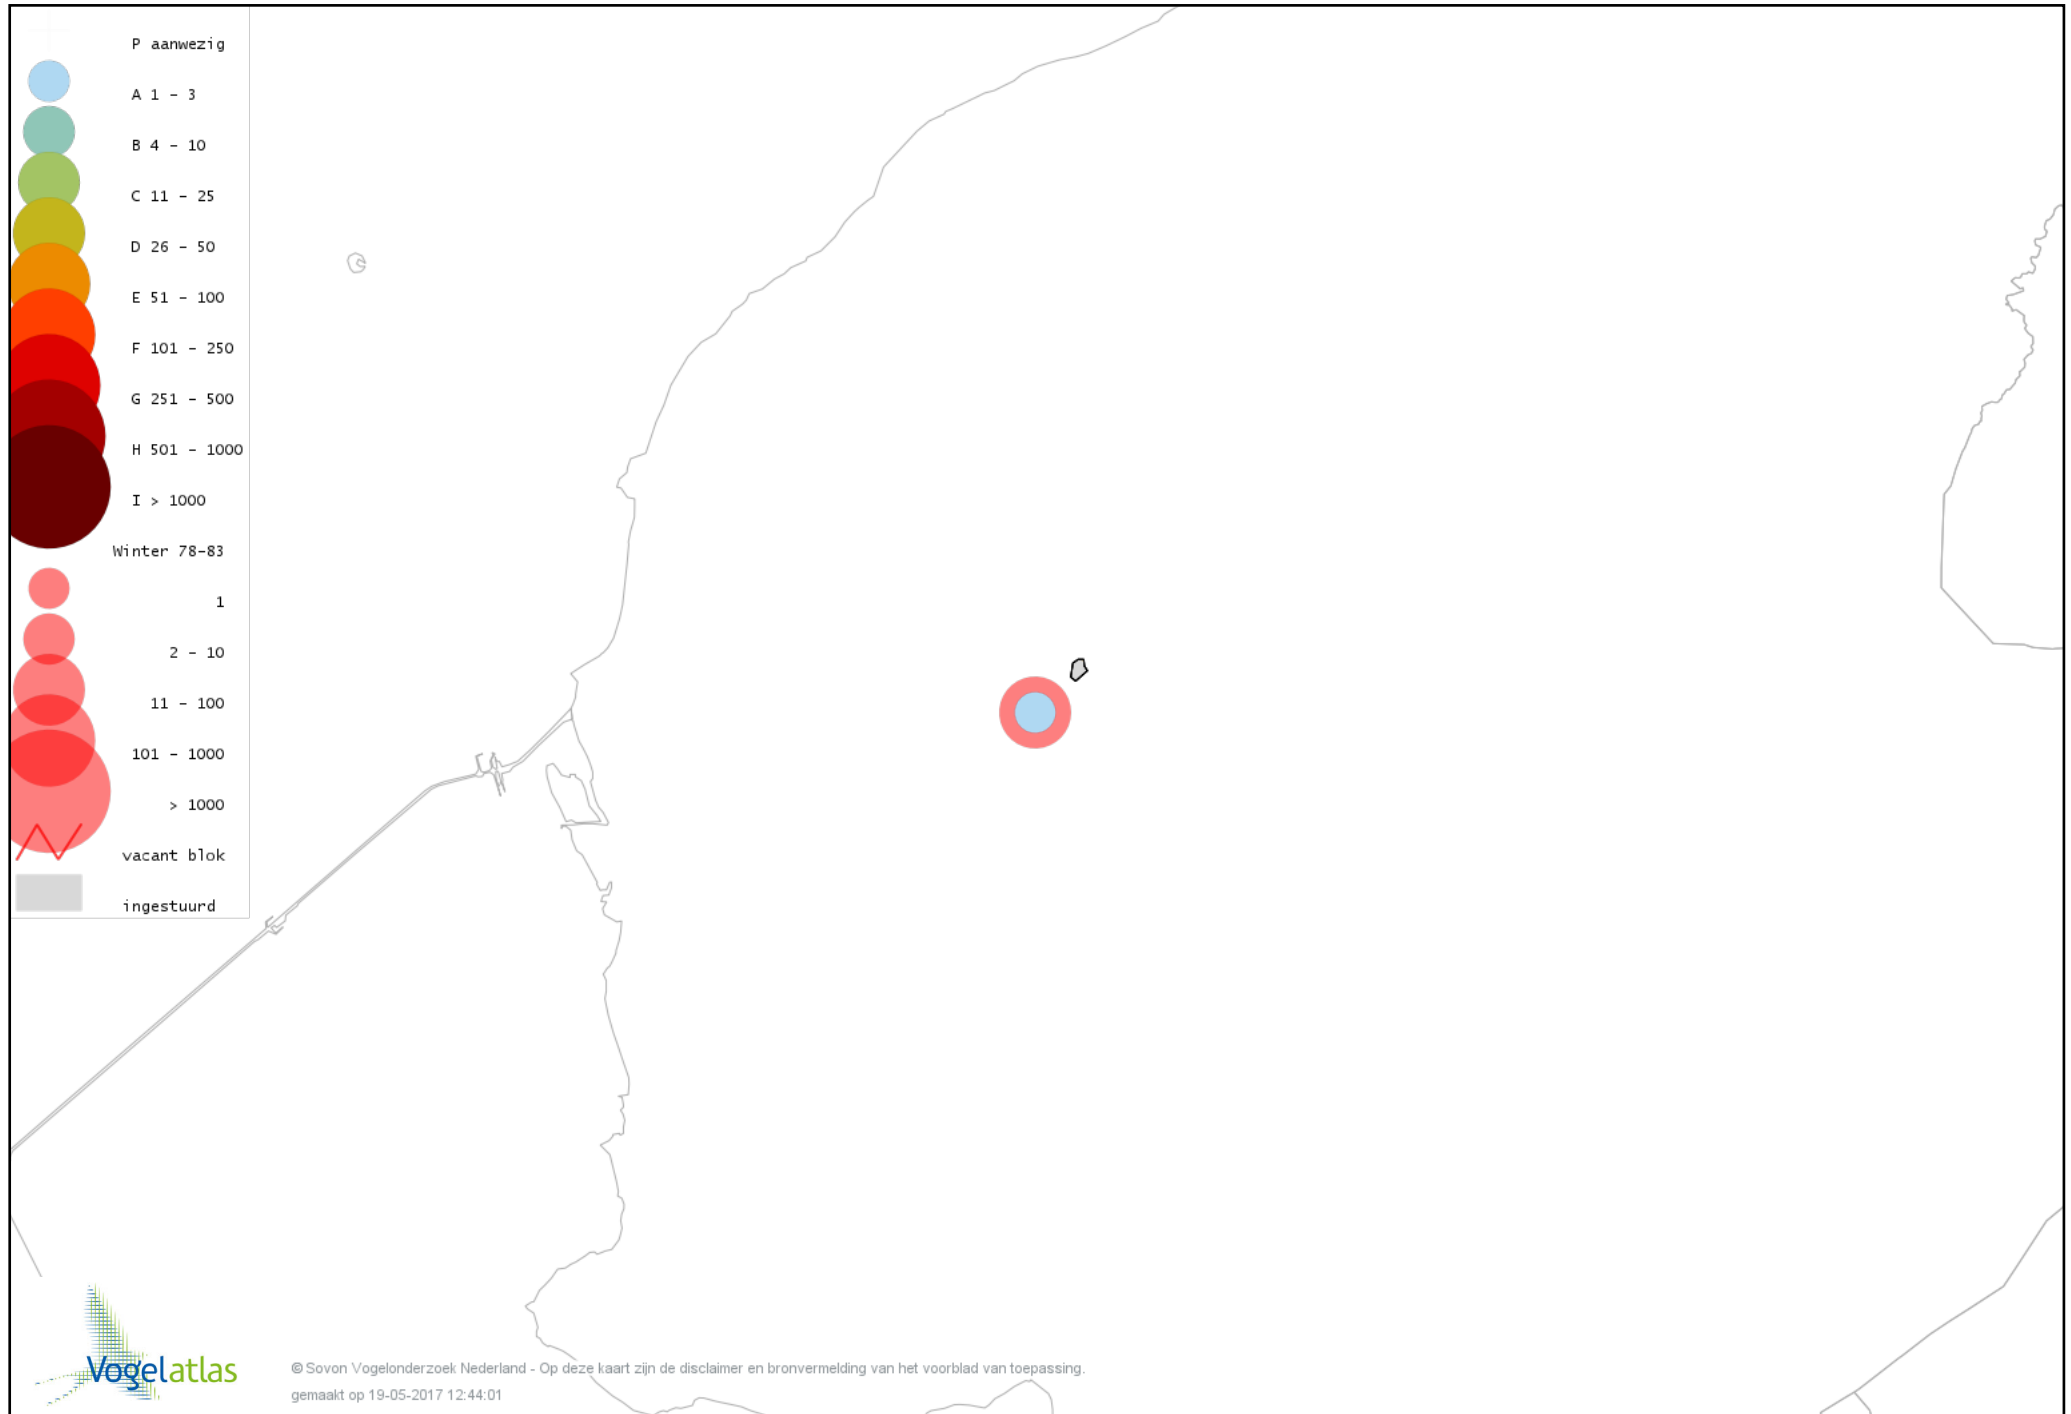 P aanwezig
A 1 - 3
B 4 - 10
C 11 - 25
D 26 - 50
E 51 - 100
F 101 - 250
G 251 - 500
H 501 - 1000
I > 1000
Winter 78-83
1
2 - 10
11 - 100
101 - 1000
> 1000
vacant blok
ingestuurd
Vogelatlas
© Sovon Vogelonderzoek Nederland - Op deze kaart zijn de disclaimer en bronvermelding van het voorblad van toepassing.
gemaakt op 19-05-2017 12:44:01